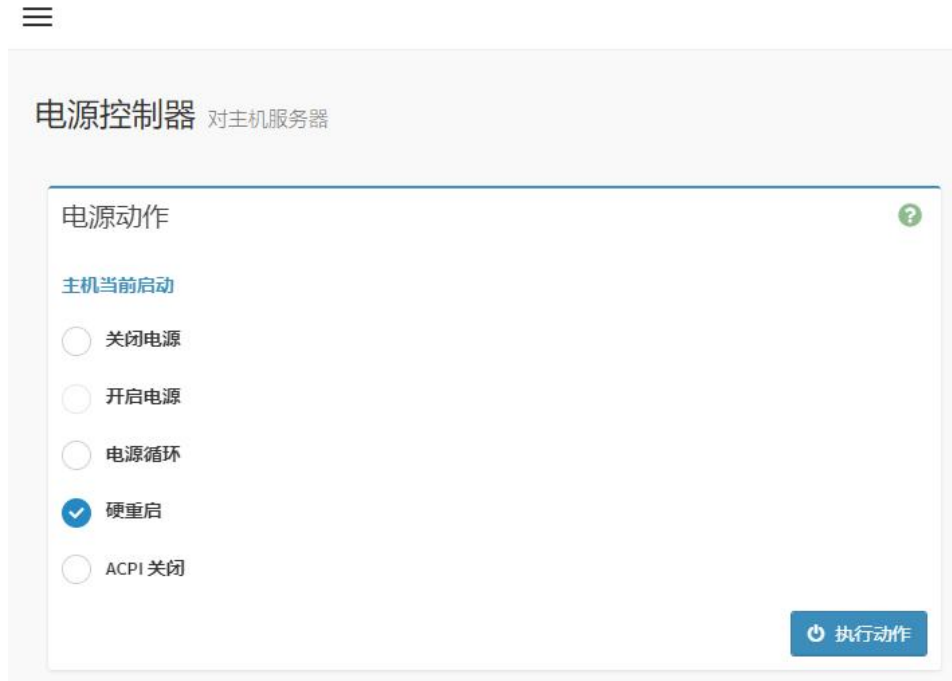 电源控制器 对主机服务器
电源动作
主机当前启动
关闭电源
开启电源
电源循环
硬重启
ACPI 关闭
执行动作